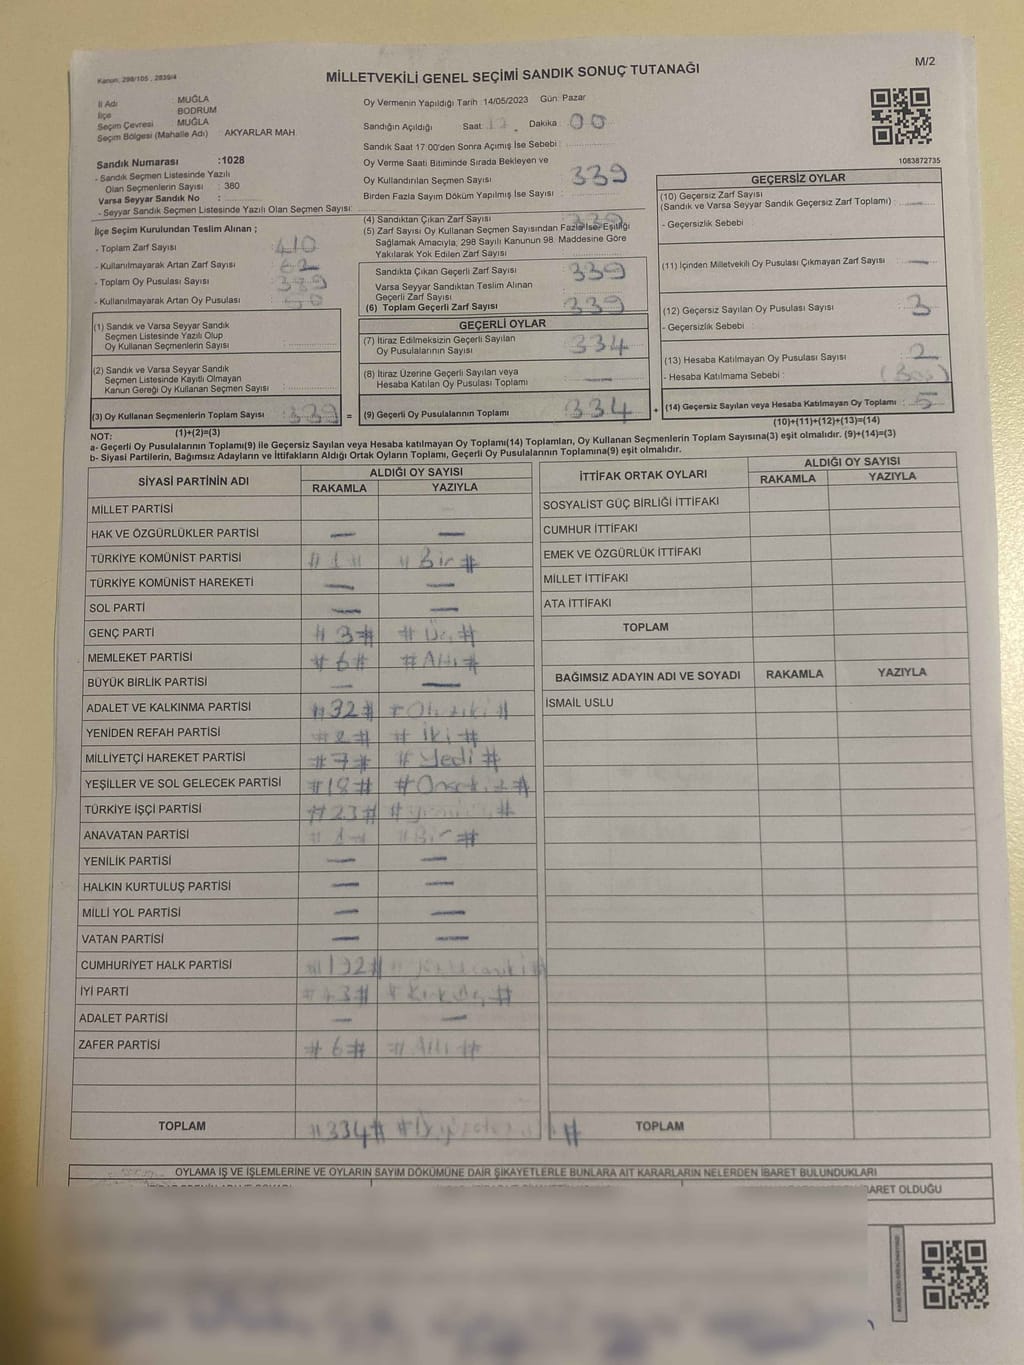 Kanun: 298/105 , 2839/4
MİLLETVEKİLİ GENEL SEÇİMİ SANDIK SONUÇ TUTANAĞI
M/2
İl Adı MUĞLA
İlçe BODRUM
Seçim Çevresi MUĞLA
Seçim Bölgesi (Mahalle Adı) AKYARLAR MAH.
Sandık Numarası :1028
- Sandık Seçmen Listesinde Yazılı
Olan Seçmenlerin Sayısı : 380
Varsa Seyyar Sandık No :
- Seyyar Sandık Seçmen Listesinde Yazılı Olan Seçmen Sayısı:
Oy Vermenin Yapıldığı Tarih :14/05/2023 Gün: Pazar
Sandığın Açıldığı Saat: 17 . Dakika: 00
Sandık Saat 17:00'den Sonra Açımış İse Sebebi :
Oy Verme Saati Bitiminde Sırada Bekleyen ve
Oy Kullandırılan Seçmen Sayısı : 339
Birden Fazla Sayım Döküm Yapılmış İse Sayısı :
1083872735
İlçe Seçim Kurulundan Teslim Alınan ;
- Toplam Zarf Sayısı : 410
- Kullanılmayarak Artan Zarf Sayısı : 62
- Toplam Oy Pusulası Sayısı :
- Kullanılmayarak Artan Oy Pusulası :
(1) Sandık ve Varsa Seyyar Sandık
Seçmen Listesinde Yazılı Olup
Oy Kullanan Seçmenlerin Sayısı :
(2) Sandık ve Varsa Seyyar Sandık
Seçmen Listesinde Kayıtlı Olmayan
Kanun Gereği Oy Kullanan Seçmen Sayısı :
(3) Oy Kullanan Seçmenlerin Toplam Sayısı : 339 =
(1)+(2)=(3)
(4) Sandıktan Çıkan Zarf Sayısı : 339
(5) Zarf Sayısı Oy Kullanan Seçmen Sayısından Fazla İse, Eşitliği
Sağlamak Amacıyla, 298 Sayılı Kanunun 98. Maddesine Göre
Yakılarak Yok Edilen Zarf Sayısı :
Sandıkta Çıkan Geçerli Zarf Sayısı : 339
Varsa Seyyar Sandıktan Teslim Alınan
Geçerli Zarf Sayısı :
(6) Toplam Geçerli Zarf Sayısı : 339
GEÇERLİ OYLAR
(7) İtiraz Edilmeksizin Geçerli Sayılan
Oy Pusulalarının Sayısı : 334
(8) İtiraz Üzerine Geçerli Sayılan veya
Hesaba Katılan Oy Pusulası Toplamı : —
(9) Geçerli Oy Pusulalarının Toplamı : 334 +
GEÇERSİZ OYLAR
(10) Geçersiz Zarf Sayısı
(Sandık ve Varsa Seyyar Sandık Geçersiz Zarf Toplamı) : —
- Geçersizlik Sebebi :
(11) İçinden Milletvekili Oy Pusulası Çıkmayan Zarf Sayısı : —
(12) Geçersiz Sayılan Oy Pusulası Sayısı : 3
- Geçersizlik Sebebi :
(13) Hesaba Katılmayan Oy Pusulası Sayısı : 2
- Hesaba Katılmama Sebebi : (Boş)
(14) Geçersiz Sayılan veya Hesaba Katılmayan Oy Toplamı : 5
(10)+(11)+(12)+(13)=(14)
NOT:
a- Geçerli Oy Pusulalarının Toplamı(9) ile Geçersiz Sayılan veya Hesaba katılmayan Oy Toplamı(14) Toplamları, Oy Kullanan Seçmenlerin Toplam Sayısına(3) eşit olmalıdır. (9)+(14)=(3)
b- Siyasi Partilerin, Bağımsız Adayların ve İttifakların Aldığı Ortak Oyların Toplamı, Geçerli Oy Pusulalarının Toplamına(9) eşit olmalıdır.
SİYASİ PARTİNİN ADI ALDIĞI OY SAYISI
RAKAMLA YAZIYLA
MİLLET PARTİSİ
HAK VE ÖZGÜRLÜKLER PARTİSİ — —
TÜRKİYE KOMÜNİST PARTİSİ # 1 # # Bir #
TÜRKİYE KOMÜNİST HAREKETİ — —
SOL PARTİ — —
GENÇ PARTİ # 3 # # Üç #
MEMLEKET PARTİSİ # 6 # # Altı #
BÜYÜK BİRLİK PARTİSİ — —
ADALET VE KALKINMA PARTİSİ # 32 # # Otuziki #
YENİDEN REFAH PARTİSİ # 2 # # İki #
MİLLİYETÇİ HAREKET PARTİSİ # 7 # # Yedi #
YEŞİLLER VE SOL GELECEK PARTİSİ # 18 # # Onsekiz #
TÜRKİYE İŞÇİ PARTİSİ # 23 #
ANAVATAN PARTİSİ # 1 # # Bir #
YENİLİK PARTİSİ — —
HALKIN KURTULUŞ PARTİSİ — —
MİLLİ YOL PARTİSİ — —
VATAN PARTİSİ — —
CUMHURİYET HALK PARTİSİ # 192 #
İYİ PARTİ # 43 # # Kırküç #
ADALET PARTİSİ — —
ZAFER PARTİSİ # 6 # # Altı #
TOPLAM # 334 #
İTTİFAK ORTAK OYLARI ALDIĞI OY SAYISI
RAKAMLA YAZIYLA
SOSYALİST GÜÇ BİRLİĞİ İTTİFAKI
CUMHUR İTTİFAKI
EMEK VE ÖZGÜRLÜK İTTİFAKI
MİLLET İTTİFAKI
ATA İTTİFAKI
TOPLAM
BAĞIMSIZ ADAYIN ADI VE SOYADI RAKAMLA YAZIYLA
İSMAİL USLU
TOPLAM
OYLAMA İŞ VE İŞLEMLERİNE VE OYLARIN SAYIM DÖKÜMÜNE DAİR ŞİKAYETLERLE BUNLARA AİT KARARLARIN NELERDEN İBARET BULUNDUKLARI
BARET OLDUĞU